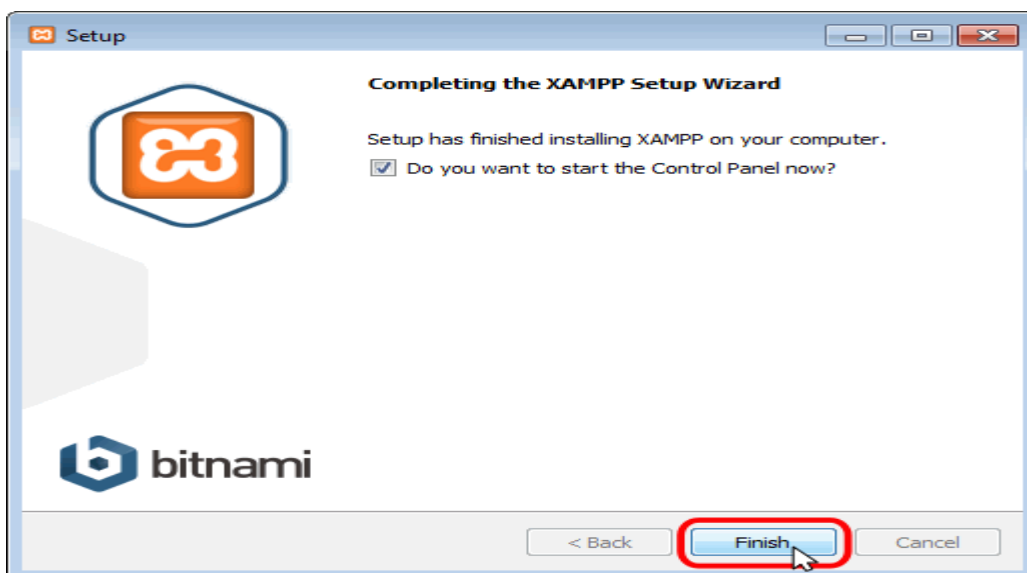 Setup
Completing the XAMPP Setup Wizard
Setup has finished installing XAMPP on your computer.
Do you want to start the Control Panel now?
bitnami
< Back
Finish
Cancel